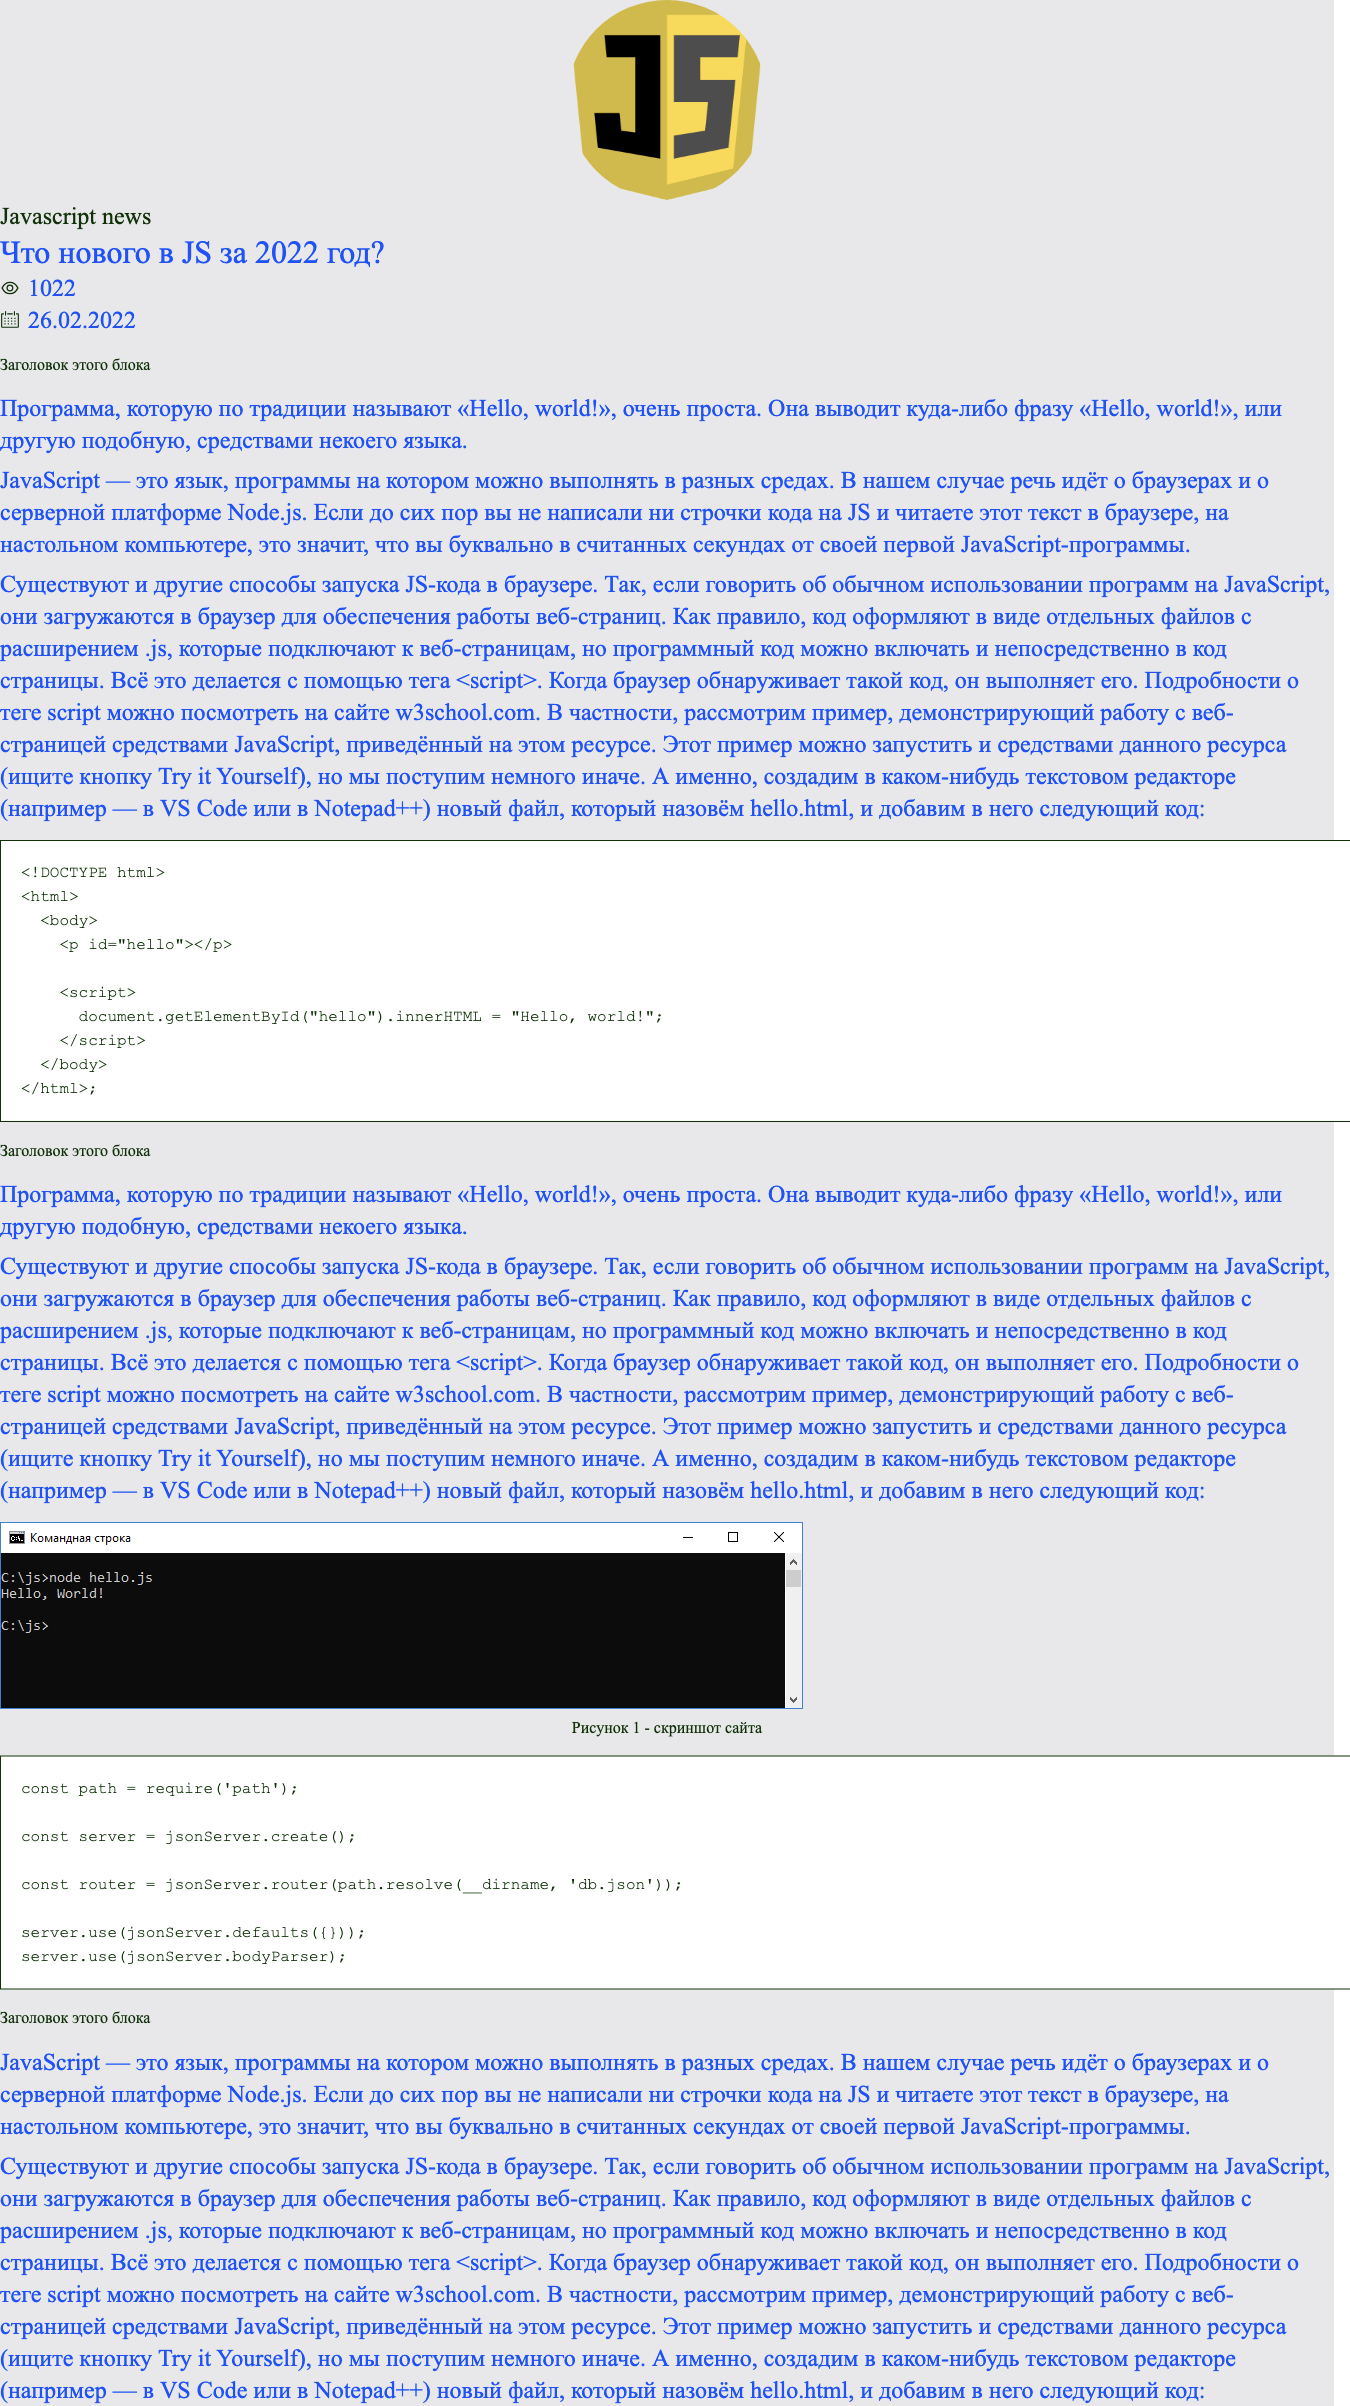 JS
Javascript news
Что нового в JS за 2022 год?
1022
26.02.2022
Заголовок этого блока
Программа, которую по традиции называют «Hello, world!», очень проста. Она выводит куда-либо фразу «Hello, world!», или
другую подобную, средствами некоего языка.
JavaScript — это язык, программы на котором можно выполнять в разных средах. В нашем случае речь идёт о браузерах и о
серверной платформе Node.js. Если до сих пор вы не написали ни строчки кода на JS и читаете этот текст в браузере, на
настольном компьютере, это значит, что вы буквально в считанных секундах от своей первой JavaScript-программы.
Существуют и другие способы запуска JS-кода в браузере. Так, если говорить об обычном использовании программ на JavaScript,
они загружаются в браузер для обеспечения работы веб-страниц. Как правило, код оформляют в виде отдельных файлов с
расширением .js, которые подключают к веб-страницам, но программный код можно включать и непосредственно в код
страницы. Всё это делается с помощью тега <script>. Когда браузер обнаруживает такой код, он выполняет его. Подробности о
теге script можно посмотреть на сайте w3school.com. В частности, рассмотрим пример, демонстрирующий работу с веб-
страницей средствами JavaScript, приведённый на этом ресурсе. Этот пример можно запустить и средствами данного ресурса
(ищите кнопку Try it Yourself), но мы поступим немного иначе. А именно, создадим в каком-нибудь текстовом редакторе
(например — в VS Code или в Notepad++) новый файл, который назовём hello.html, и добавим в него следующий код:
<!DOCTYPE html>
<html>
<body>
<p id="hello"></p>
<script>
document.getElementById("hello").innerHTML = "Hello, world!";
</script>
</body>
</html>;
Заголовок этого блока
Программа, которую по традиции называют «Hello, world!», очень проста. Она выводит куда-либо фразу «Hello, world!», или
другую подобную, средствами некоего языка.
Существуют и другие способы запуска JS-кода в браузере. Так, если говорить об обычном использовании программ на JavaScript,
они загружаются в браузер для обеспечения работы веб-страниц. Как правило, код оформляют в виде отдельных файлов с
расширением .js, которые подключают к веб-страницам, но программный код можно включать и непосредственно в код
страницы. Всё это делается с помощью тега <script>. Когда браузер обнаруживает такой код, он выполняет его. Подробности о
теге script можно посмотреть на сайте w3school.com. В частности, рассмотрим пример, демонстрирующий работу с веб-
страницей средствами JavaScript, приведённый на этом ресурсе. Этот пример можно запустить и средствами данного ресурса
(ищите кнопку Try it Yourself), но мы поступим немного иначе. А именно, создадим в каком-нибудь текстовом редакторе
(например — в VS Code или в Notepad++) новый файл, который назовём hello.html, и добавим в него следующий код:
Командная строка
C:\js>node hello.js
Hello, World!
C:\js>
Рисунок 1 - скриншот сайта
const path = require('path');
const server = jsonServer.create();
const router = jsonServer.router(path.resolve(__dirname, 'db.json'));
server.use(jsonServer.defaults({}));
server.use(jsonServer.bodyParser);
Заголовок этого блока
JavaScript — это язык, программы на котором можно выполнять в разных средах. В нашем случае речь идёт о браузерах и о
серверной платформе Node.js. Если до сих пор вы не написали ни строчки кода на JS и читаете этот текст в браузере, на
настольном компьютере, это значит, что вы буквально в считанных секундах от своей первой JavaScript-программы.
Существуют и другие способы запуска JS-кода в браузере. Так, если говорить об обычном использовании программ на JavaScript,
они загружаются в браузер для обеспечения работы веб-страниц. Как правило, код оформляют в виде отдельных файлов с
расширением .js, которые подключают к веб-страницам, но программный код можно включать и непосредственно в код
страницы. Всё это делается с помощью тега <script>. Когда браузер обнаруживает такой код, он выполняет его. Подробности о
теге script можно посмотреть на сайте w3school.com. В частности, рассмотрим пример, демонстрирующий работу с веб-
страницей средствами JavaScript, приведённый на этом ресурсе. Этот пример можно запустить и средствами данного ресурса
(ищите кнопку Try it Yourself), но мы поступим немного иначе. А именно, создадим в каком-нибудь текстовом редакторе
(например — в VS Code или в Notepad++) новый файл, который назовём hello.html, и добавим в него следующий код: